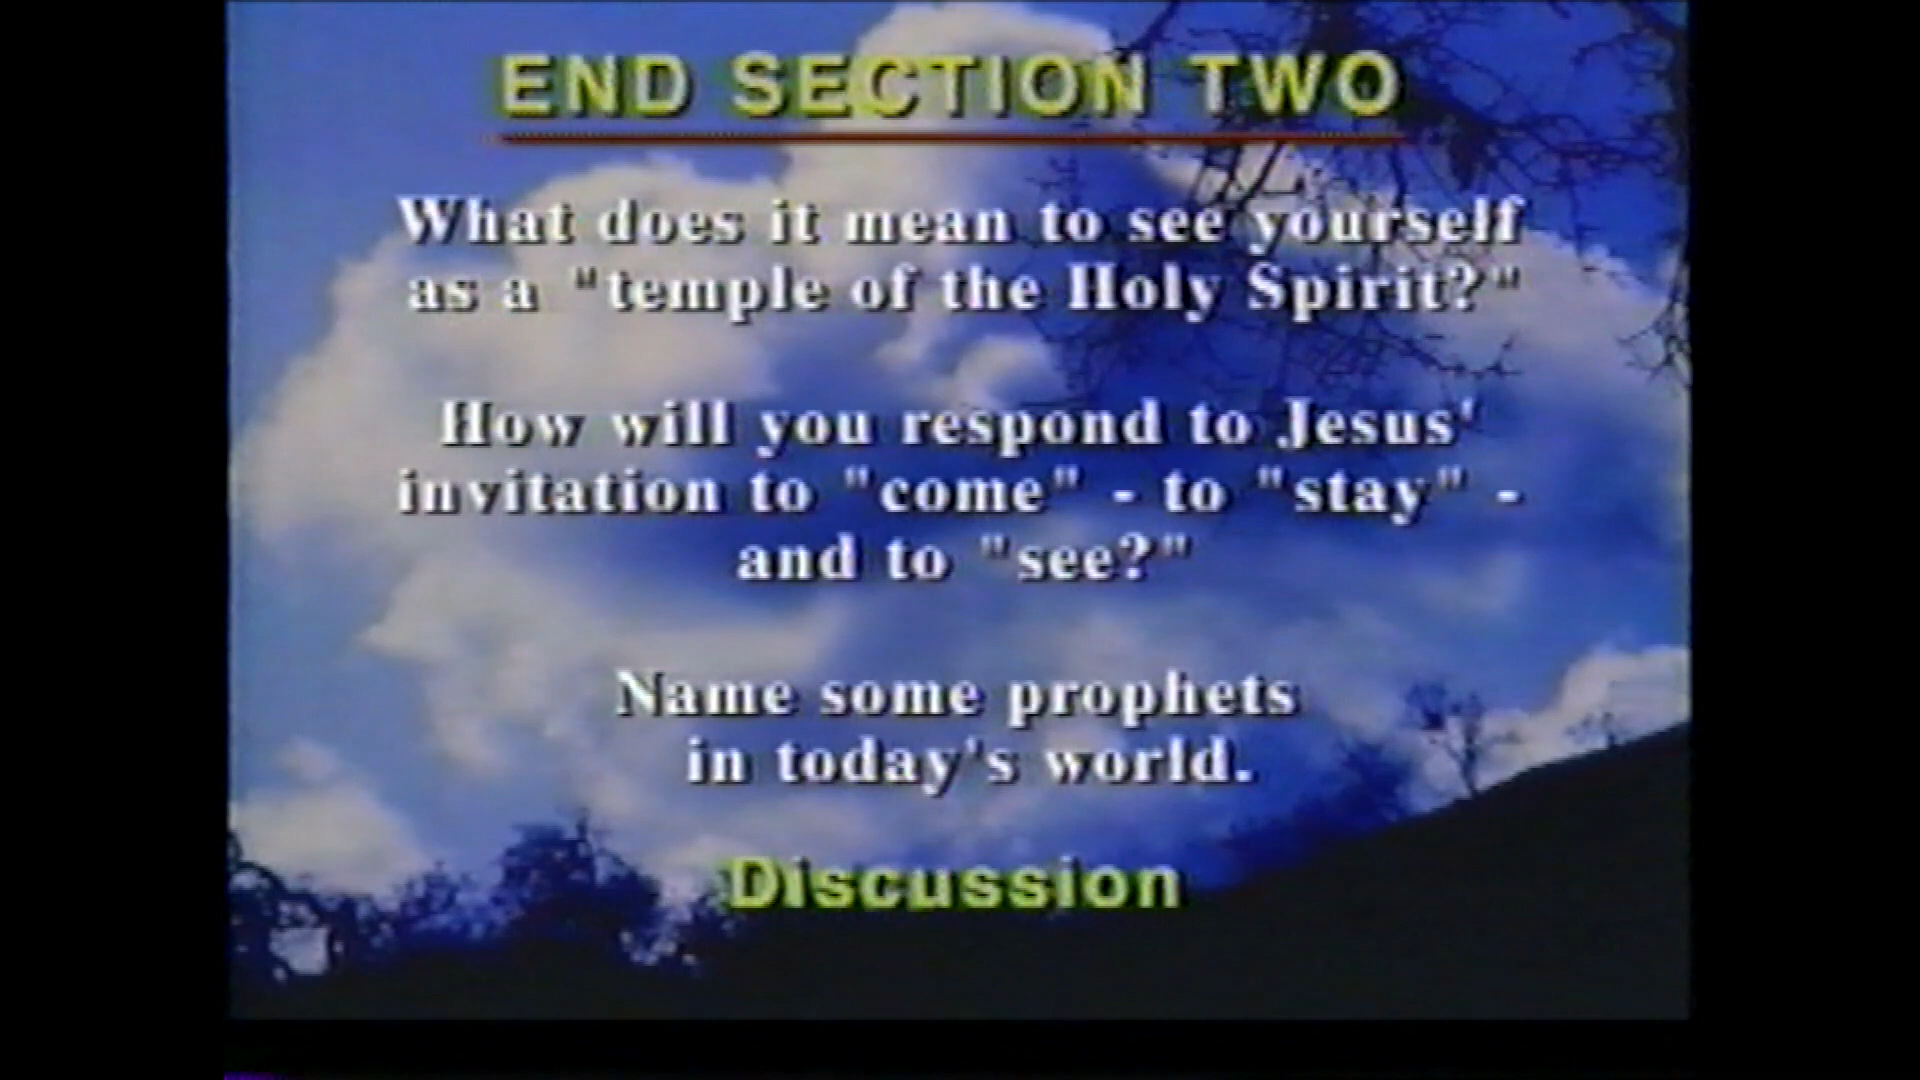 END SECTION TWO
What does it mean to see yourself
as a "temple of the Holy Spirit?"
How will you respond to Jesus'
invitation to "come" - to "stay" -
and to "see?"
Name some prophets
in today's world.
Discussion